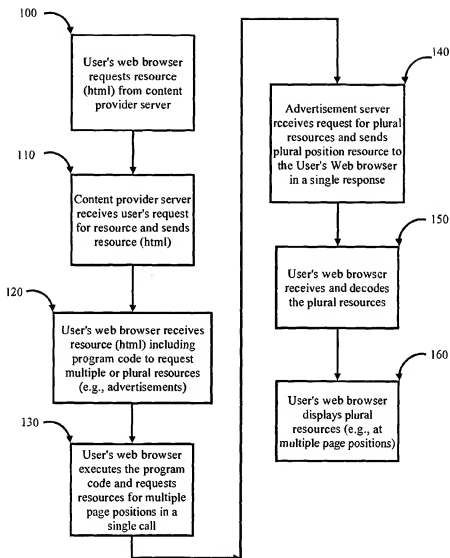 100
User's web browser
requests resource
(html) from content
provider server
110
Content provider server
receives user's request
for resource and sends
resource (html)
120
User's web browser receives
resource (html) including
program code to request
multiple or plural resources
(e.g., advertisements)
130
User's web browser
executes the program
code and requests
resources for multiple
page positions in a
single call
140
Advertisement server
receives request for plural
resources and sends
plural position resource to
the User's Web browser
in a single response
150
User's web browser
receives and decodes
the plural resources
160
User's web browser
displays plural
resources (e.g., at
multiple page positions)